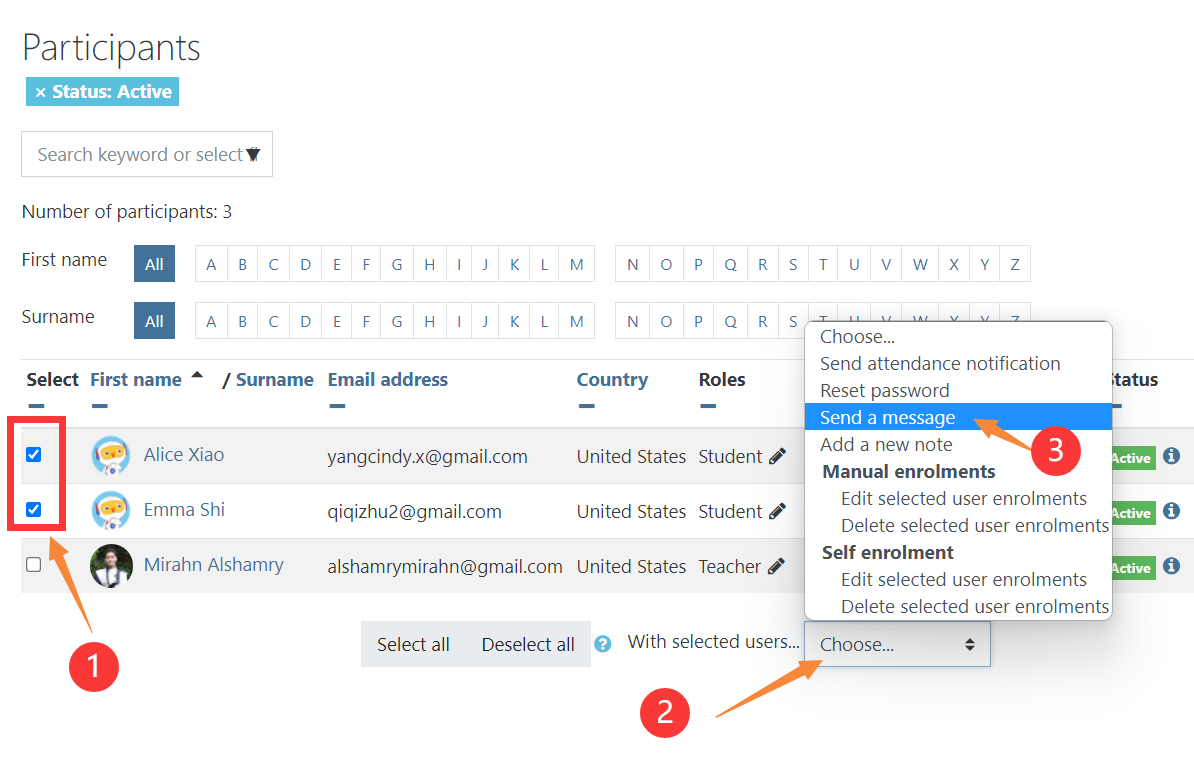 Participants
× Status: Active
Search keyword or select
Number of participants: 3
First name All A B C D E F G H I J K L M N O P Q R S T U V W X Y Z
Surname All A B C D E F G H I J K L M N O P Q R S T U V W X Y Z
Select First name / Surname Email address Country Roles Status
Alice Xiao yangcindy.x@gmail.com United States Student Active
Emma Shi qiqizhu2@gmail.com United States Student Active
Mirahn Alshamry alshamrymirahn@gmail.com United States Teacher Active
Choose...
Send attendance notification
Reset password
Send a message
Add a new note
Manual enrolments
Edit selected user enrolments
Delete selected user enrolments
Self enrolment
Edit selected user enrolments
Delete selected user enrolments
3
Select all Deselect all ? With selected users... Choose...
1
2